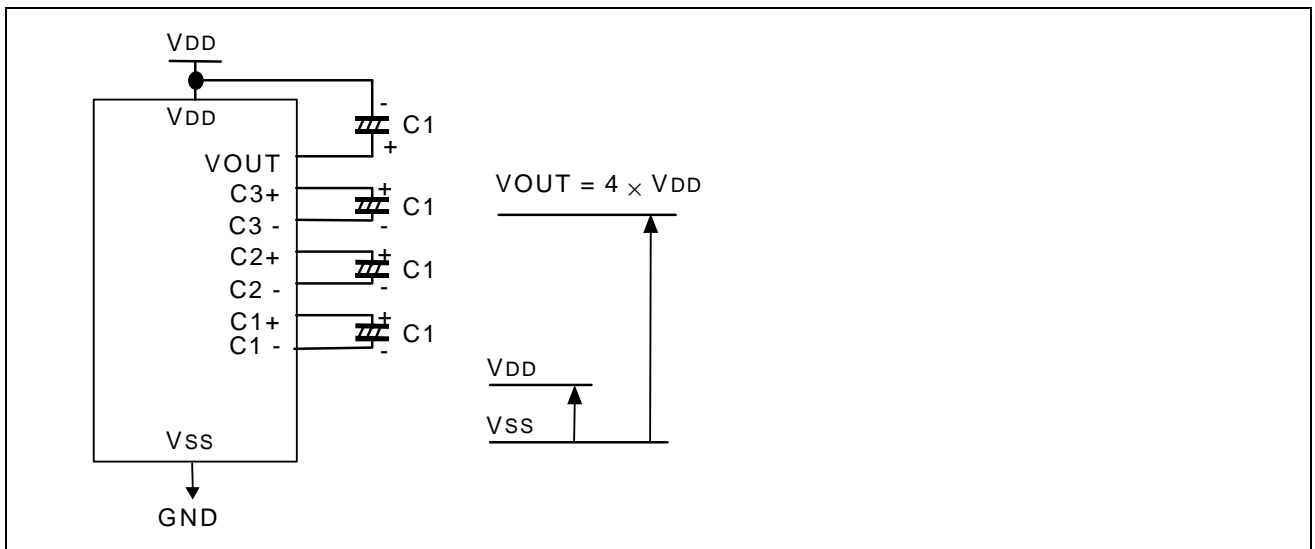 VDD
VDD
-
C1
+
VOUT
C3+
+
C1
C3 -
-
C2+
+
C1
C2 -
-
C1+
+
C1
C1 -
-
VSS
GND
VOUT = 4 × VDD
VDD
VSS